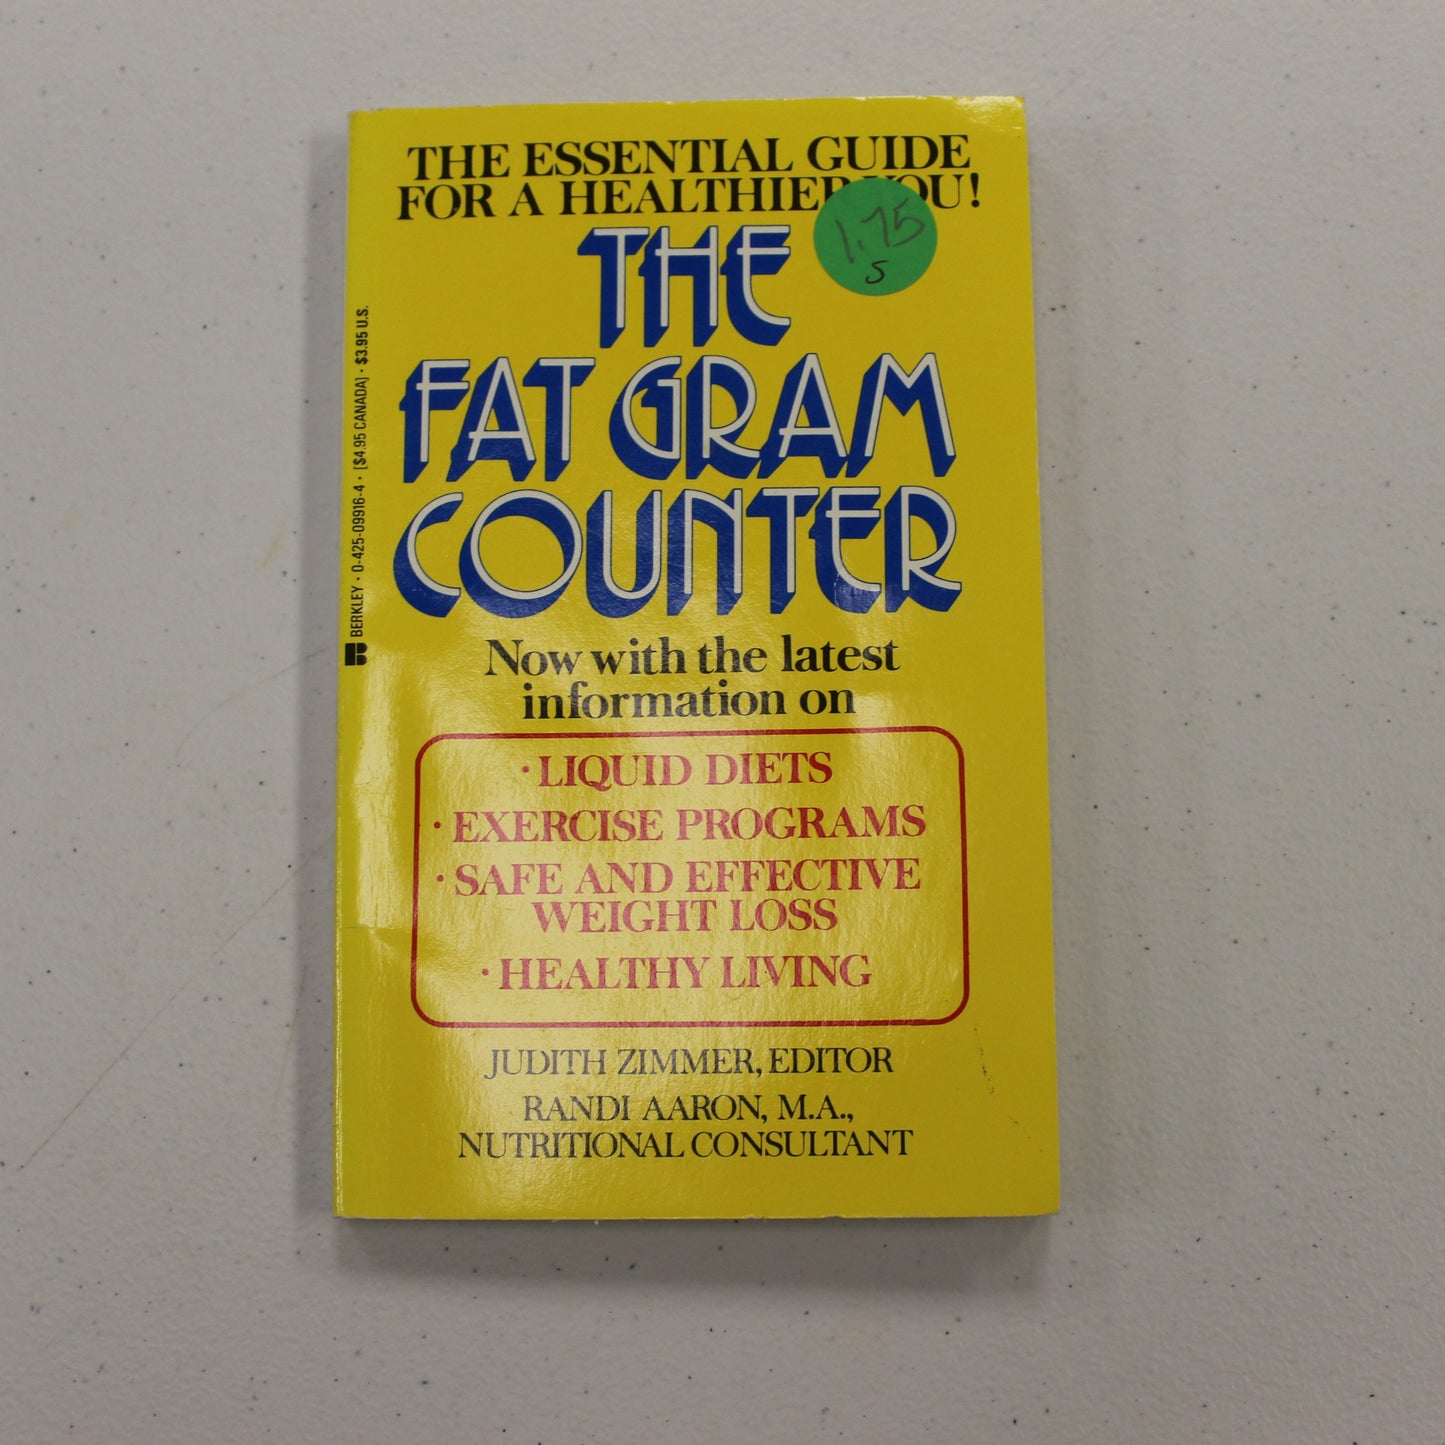 THE ESSENTIAL GUIDE
FOR A HEALTHIER YOU!
1.75
S
THE
FAT GRAM
COUNTER
Now with the latest
information on
· LIQUID DIETS
· EXERCISE PROGRAMS
· SAFE AND EFFECTIVE
WEIGHT LOSS
· HEALTHY LIVING
JUDITH ZIMMER, EDITOR
RANDI AARON, M.A.,
NUTRITIONAL CONSULTANT
B BERKLEY · 0-425-09916-4 · [$4.95 CANADA] · $3.95 U.S.